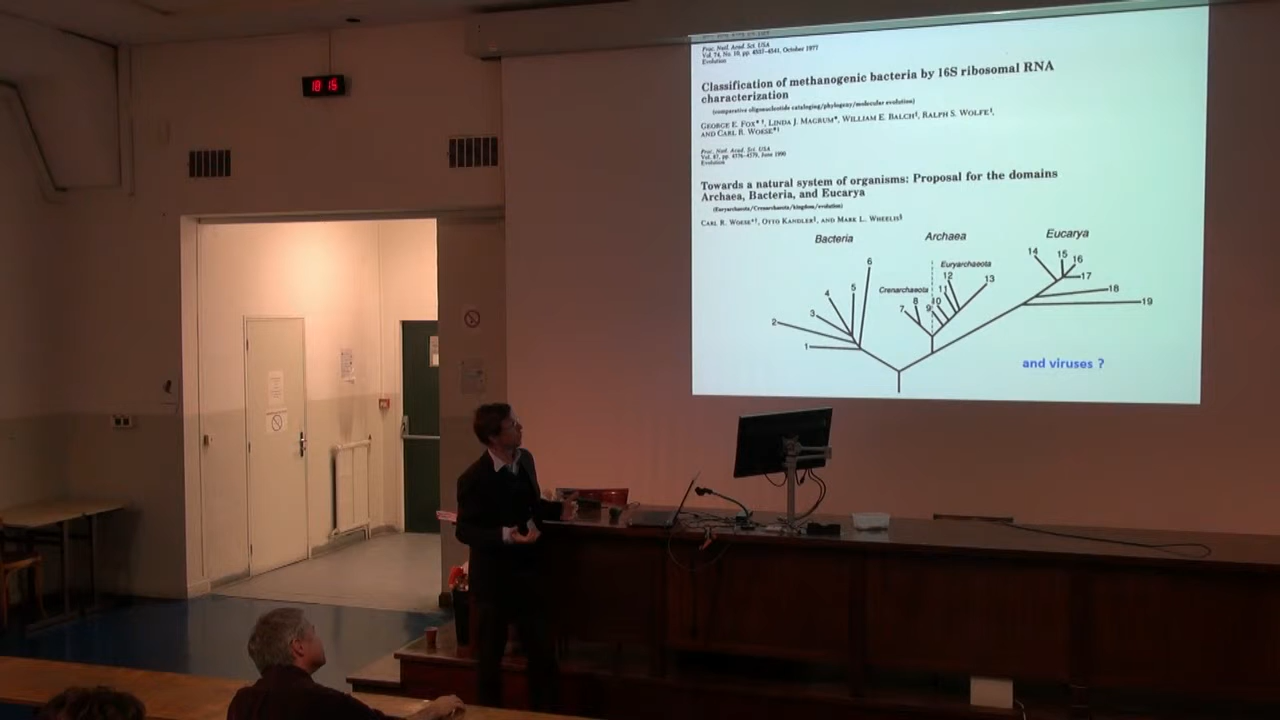 18 15
Proc. Natl. Acad. Sci. USA
Vol. 74, No. 10, pp. 4537-4541, October 1977
Evolution
Classification of methanogenic bacteria by 16S ribosomal RNA
characterization
(comparative oligonucleotide cataloging/phylogeny/molecular evolution)
GEORGE E. FOX*†, LINDA J. MAGRUM*, WILLIAM E. BALCH‡, RALPH S. WOLFE‡,
AND CARL R. WOESE*†
Proc. Natl. Acad. Sci. USA
Vol. 87, pp. 4576-4579, June 1990
Evolution
Towards a natural system of organisms: Proposal for the domains
Archaea, Bacteria, and Eucarya
(Euryarchaeota/Crenarchaeota/kingdom/evolution)
CARL R. WOESE*†, OTTO KANDLER‡, AND MARK L. WHEELIS§
Bacteria
Archaea
Eucarya
Euryarchaeota
Crenarchaeota
1
2
3
4
5
6
7
8
9
10
11
12
13
14
15
16
17
18
19
and viruses ?